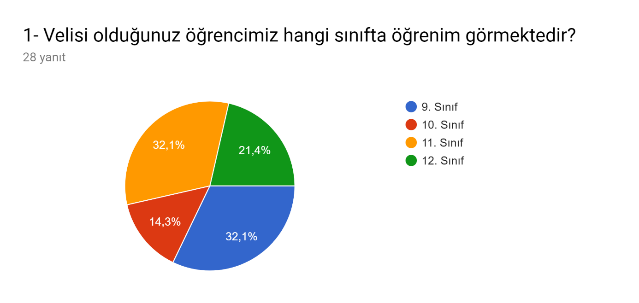 1- Velisi olduğunuz öğrencimiz hangi sınıfta öğrenim görmektedir?
28 yanıt
9. Sınıf
10. Sınıf
11. Sınıf
12. Sınıf
32,1%
21,4%
14,3%
32,1%